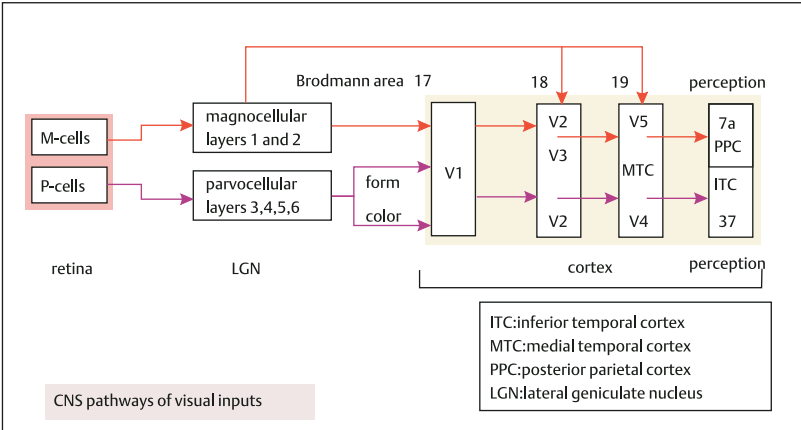 Brodmann area 17 18 19 perception
M-cells
P-cells
magnocellular
layers 1 and 2
parvocellular
layers 3,4,5,6
form
color
V1
V2
V3
V2
V5
MTC
V4
7a
PPC
ITC
37
retina LGN cortex perception
ITC:inferior temporal cortex
MTC:medial temporal cortex
PPC:posterior parietal cortex
LGN:lateral geniculate nucleus
CNS pathways of visual inputs